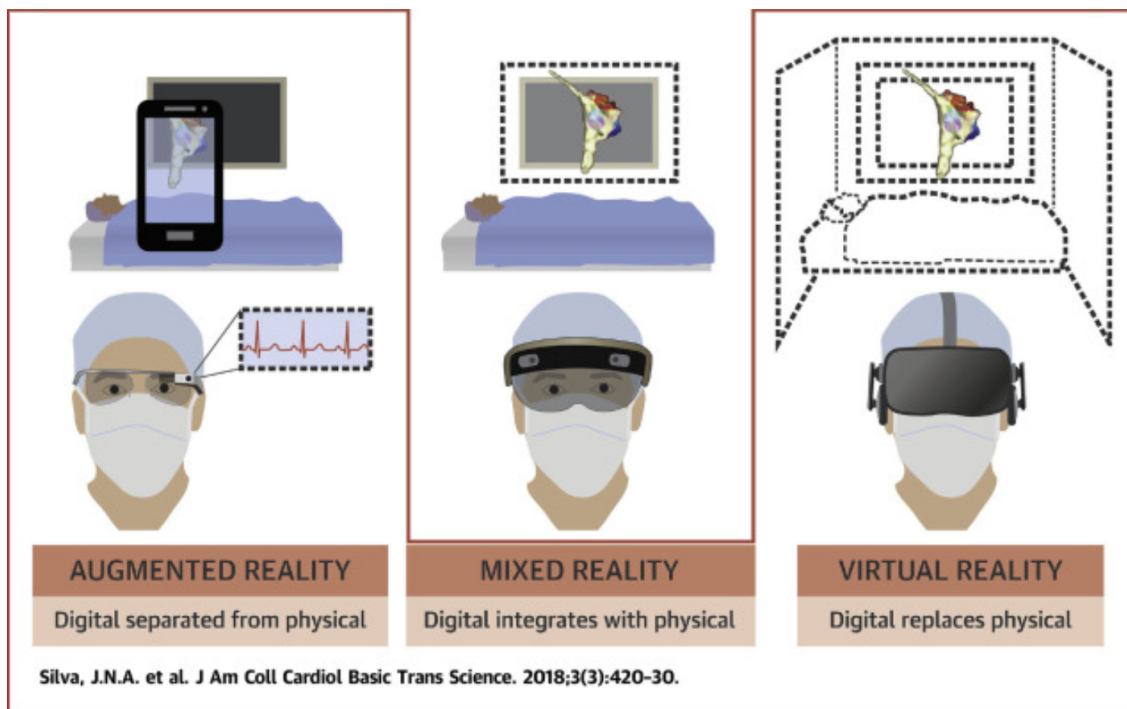 AUGMENTED REALITY
Digital separated from physical
MIXED REALITY
Digital integrates with physical
VIRTUAL REALITY
Digital replaces physical
Silva, J.N.A. et al. J Am Coll Cardiol Basic Trans Science. 2018;3(3):420–30.